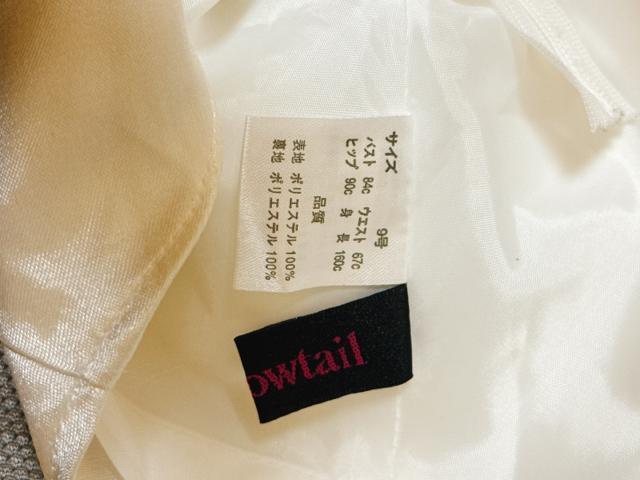 サイズ 9号
バスト 84c ウエスト 67c
ヒップ 90c 身長 160c
品質
表地 ポリエステル100%
裏地 ポリエステル100%
owtail